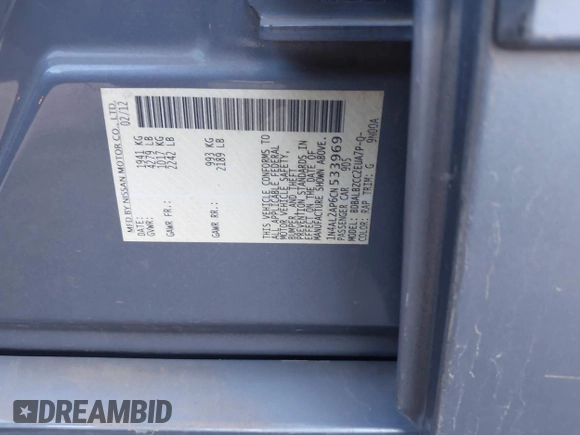 MFD BY NISSAN MOTOR CO., LTD.
DATE: 02/12
GVWR: 1941 KG
4279 LB
GAWR FR: 1017 KG
2242 LB
GAWR RR: 993 KG
2189 LB
THIS VEHICLE CONFORMS TO
ALL APPLICABLE FEDERAL
MOTOR VEHICLE SAFETY,
BUMPER, AND THEFT
PREVENTION STANDARDS IN
EFFECT ON THE DATE OF
MANUFACTURE SHOWN ABOVE.
1N4AL2AP6CN533969
PASSENGER CAR 905
MODEL: BDBALBZCC2EUA7P-Q-
COLOR: RAP TRIM: G 9N00A
DREAMBID